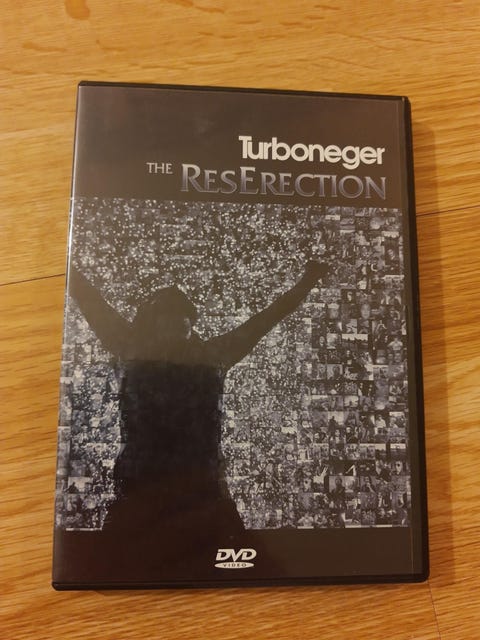 Turboneger
THE RESERECTION
DVD
VIDEO